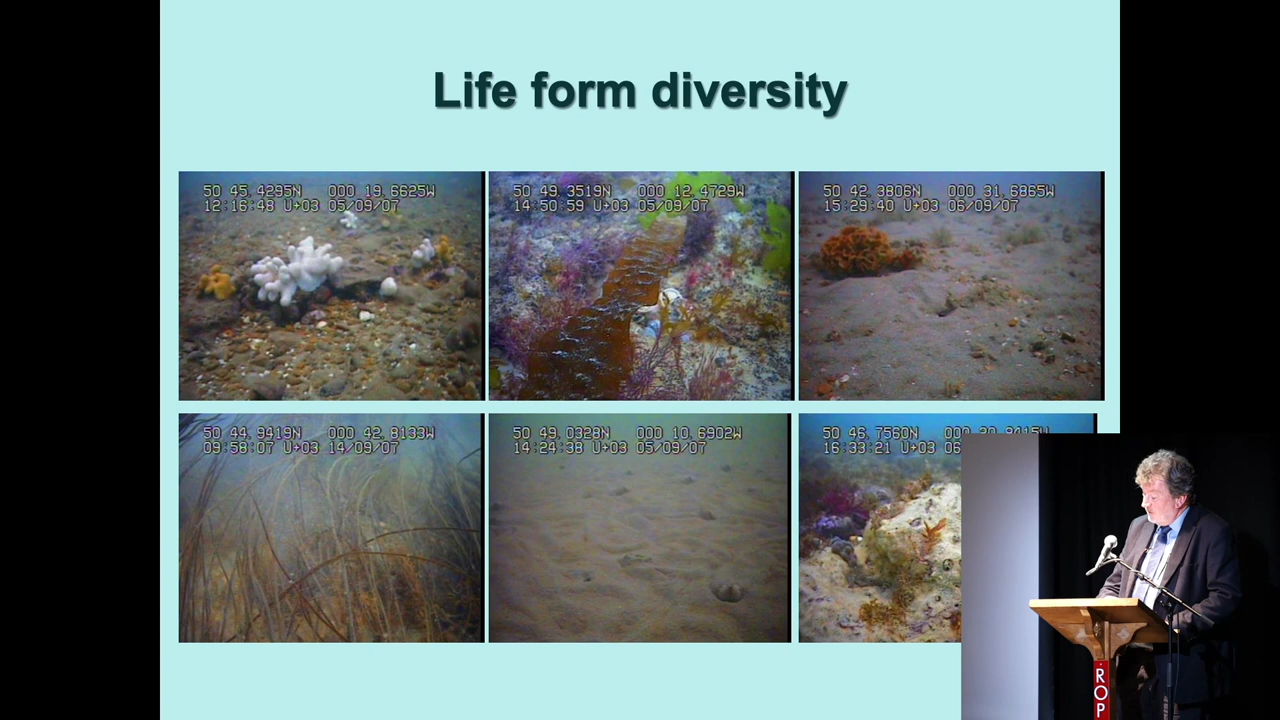 Life form diversity
50 45.4295N 000 19.6625W
12:16:48 U+03 05/09/07
50 49.3519N 000 12.4729W
14:50:59 U+03 05/09/07
50 42.3806N 000 31.6865W
15:29:40 U+03 06/09/07
50 44.9419N 000 42.8133W
09:58:07 U+03 14/09/07
50 49.0328N 000 10.6902W
14:24:38 U+03 05/09/07
50 46.7560N
16:33:21 U+03
ROP